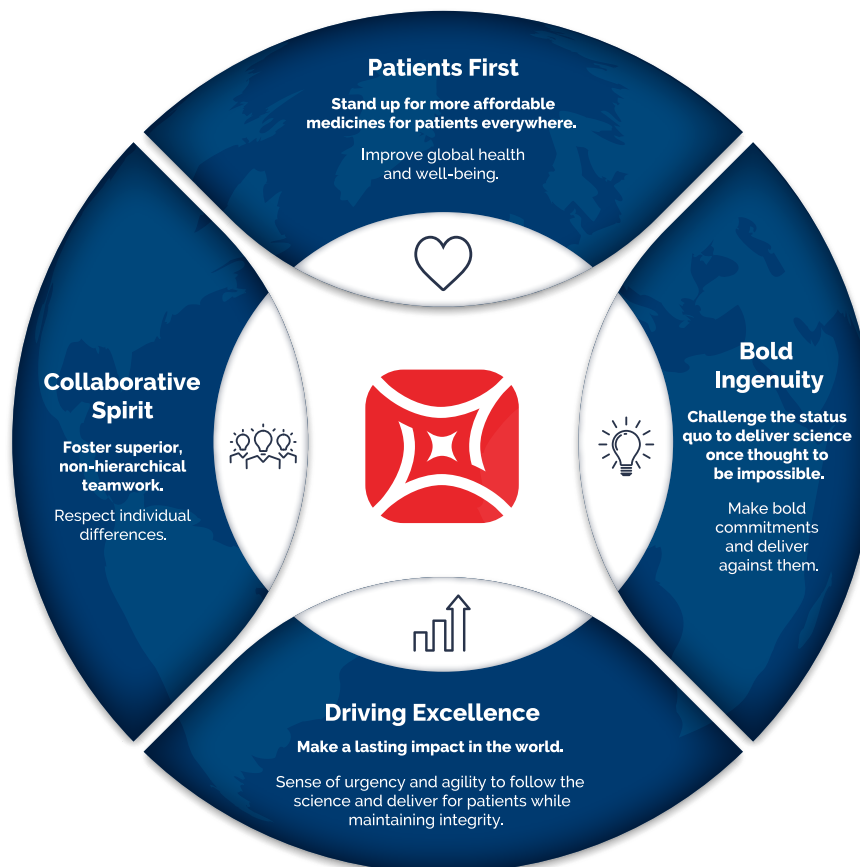 Patients First
Stand up for more affordable
medicines for patients everywhere.
Improve global health
and well-being.
Collaborative
Spirit
Foster superior,
non-hierarchical
teamwork.
Respect individual
differences.
Bold
Ingenuity
Challenge the status
quo to deliver science
once thought to
be impossible.
Make bold
commitments
and deliver
against them.
Driving Excellence
Make a lasting impact in the world.
Sense of urgency and agility to follow the
science and deliver for patients while
maintaining integrity.